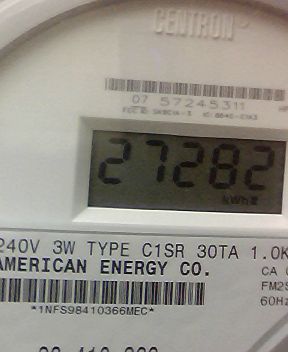 CENTRON
07 57245311
27282
kWh
240V 3W TYPE C1SR 30TA 1.0K
AMERICAN ENERGY CO.
CA
FM2S
60Hz
*1NFS98410366MEC*